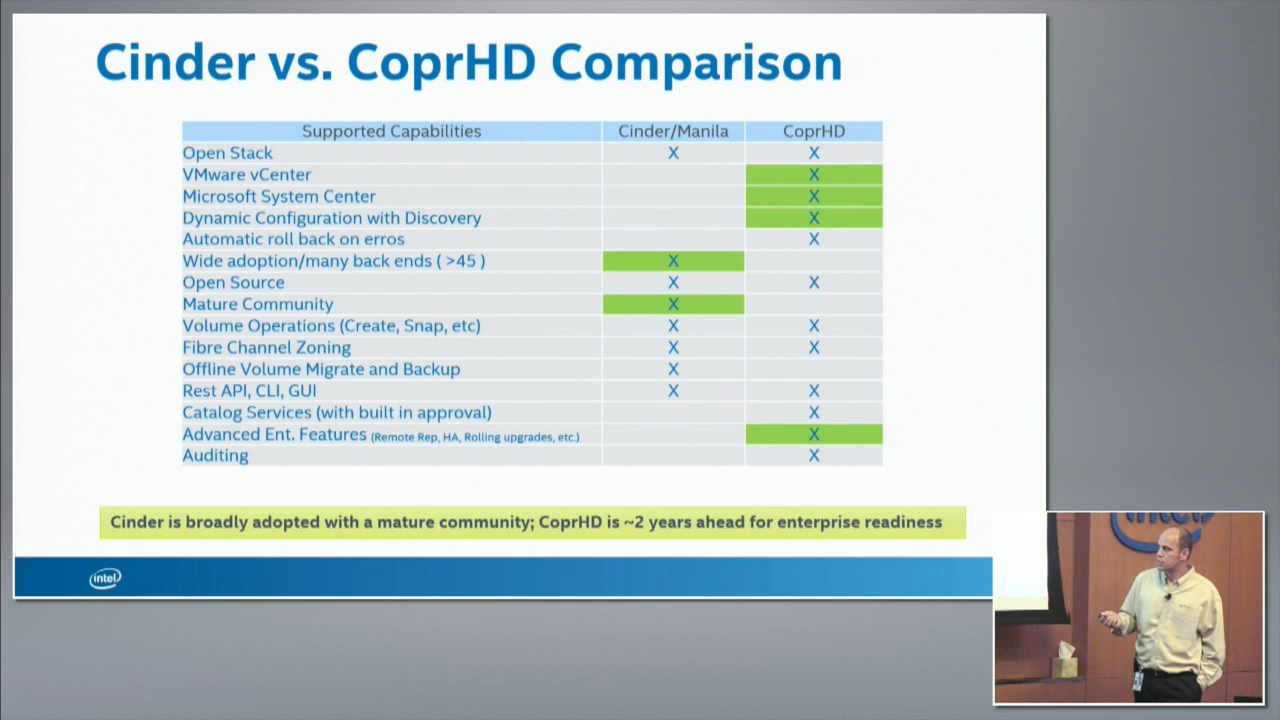 Cinder vs. CoprHD Comparison
Supported Capabilities Cinder/Manila CoprHD
Open Stack X X
VMware vCenter X
Microsoft System Center X
Dynamic Configuration with Discovery X
Automatic roll back on erros X
Wide adoption/many back ends ( >45 ) X
Open Source X X
Mature Community X
Volume Operations (Create, Snap, etc) X X
Fibre Channel Zoning X X
Offline Volume Migrate and Backup X
Rest API, CLI, GUI X X
Catalog Services (with built in approval) X
Advanced Ent. Features (Remote Rep, HA, Rolling upgrades, etc.) X
Auditing X
Cinder is broadly adopted with a mature community; CoprHD is ~2 years ahead for enterprise readiness
intel
intel